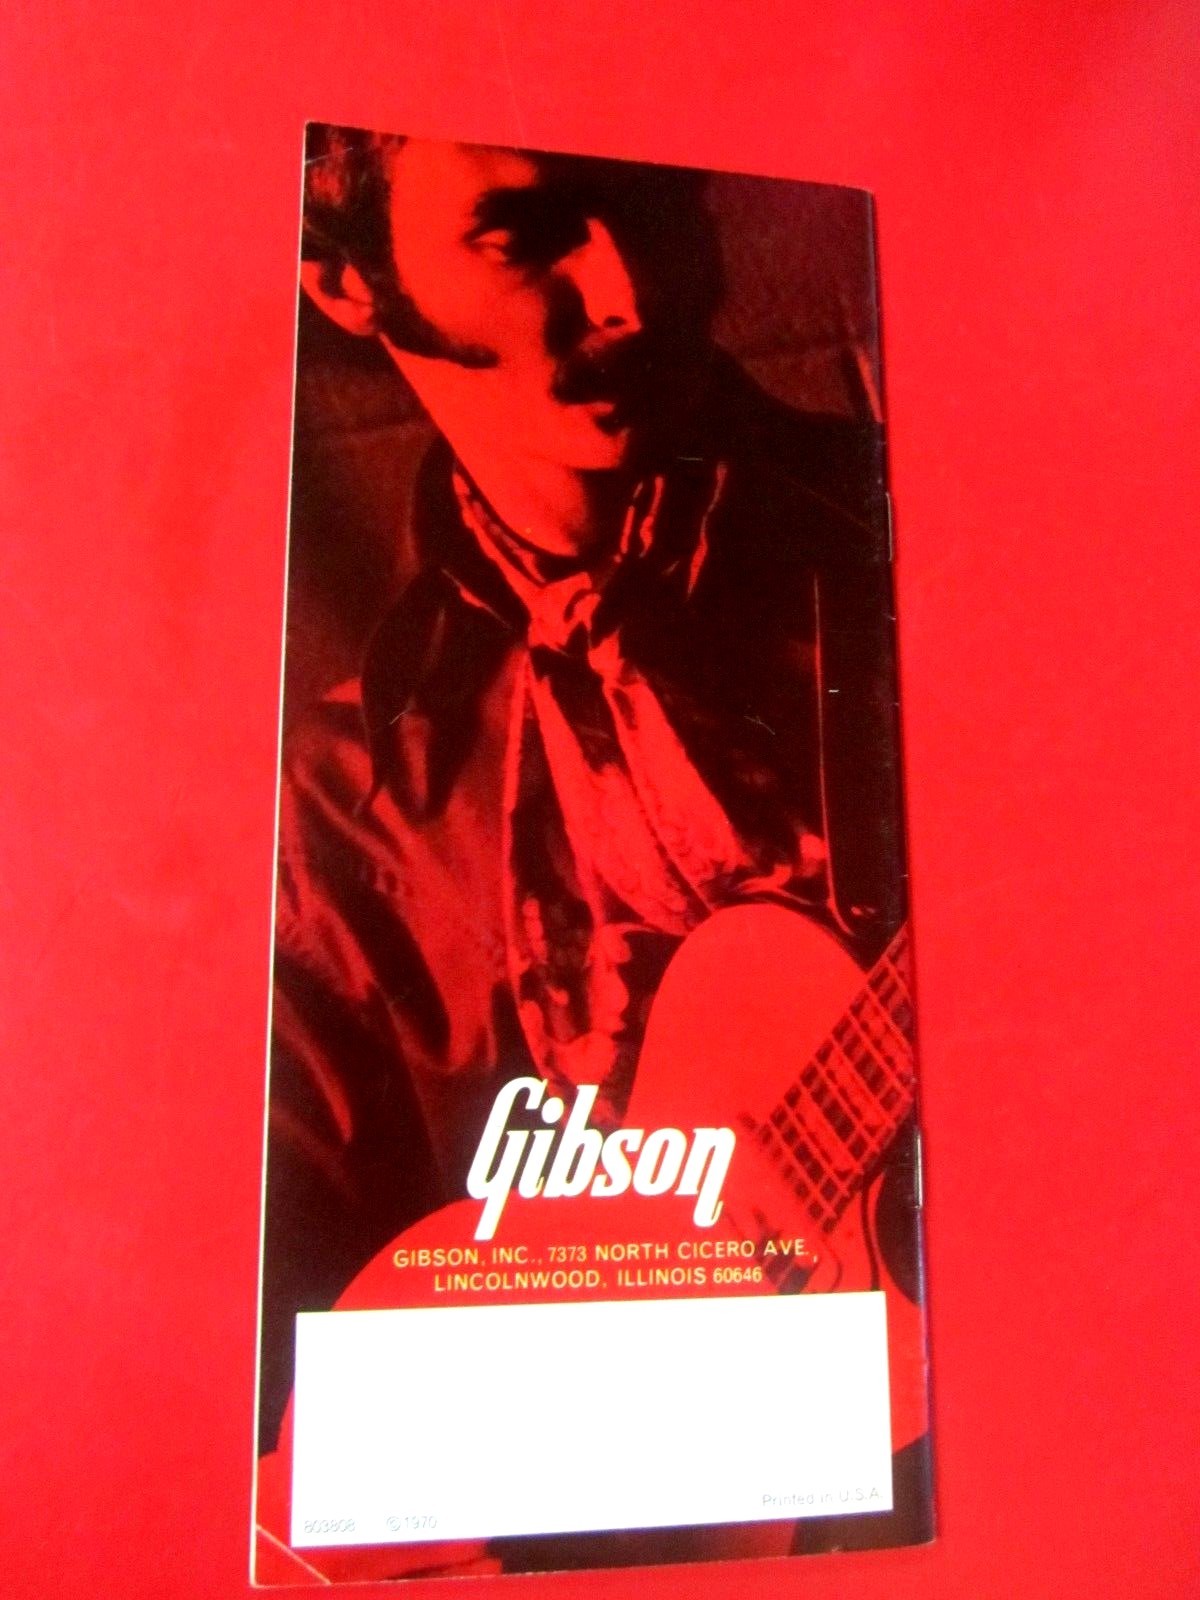 Gibson
GIBSON, INC., 7373 NORTH CICERO AVE.,
LINCOLNWOOD, ILLINOIS 60646
Printed in U.S.A.
803808 ©1970